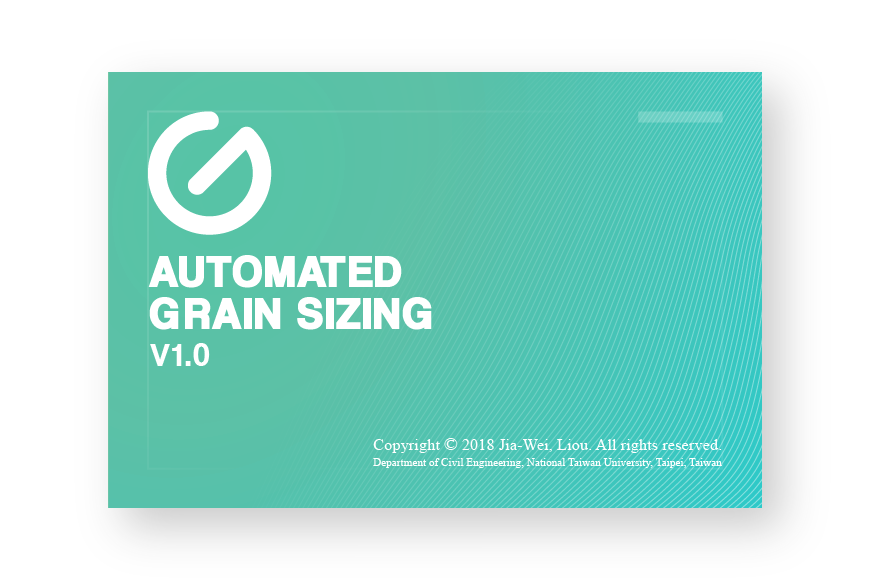 AUTOMATED
GRAIN SIZING
V1.0
Copyright © 2018 Jia-Wei, Liou. All rights reserved.
Department of Civil Engineering, National Taiwan University, Taipei, Taiwan